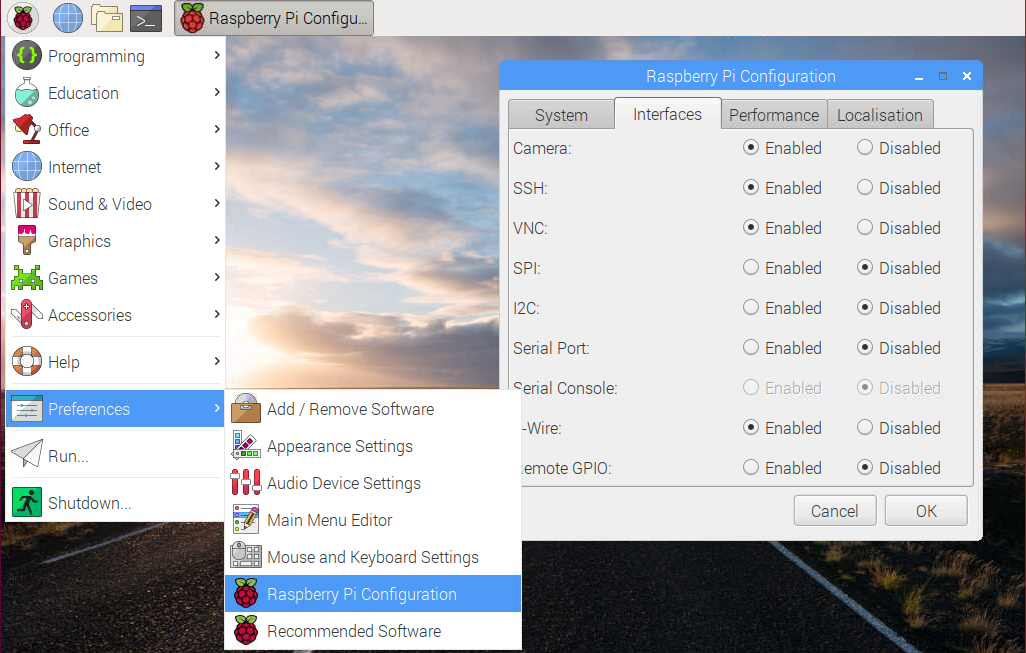 Raspberry Pi Configu...
Programming
Education
Office
Internet
Sound & Video
Graphics
Games
Accessories
Help
Preferences
Run...
Shutdown...
Add / Remove Software
Appearance Settings
Audio Device Settings
Main Menu Editor
Mouse and Keyboard Settings
Raspberry Pi Configuration
Recommended Software
Raspberry Pi Configuration
System Interfaces Performance Localisation
Camera: Enabled Disabled
SSH: Enabled Disabled
VNC: Enabled Disabled
SPI: Enabled Disabled
I2C: Enabled Disabled
Serial Port: Enabled Disabled
Serial Console: Enabled Disabled
-Wire: Enabled Disabled
emote GPIO: Enabled Disabled
Cancel OK